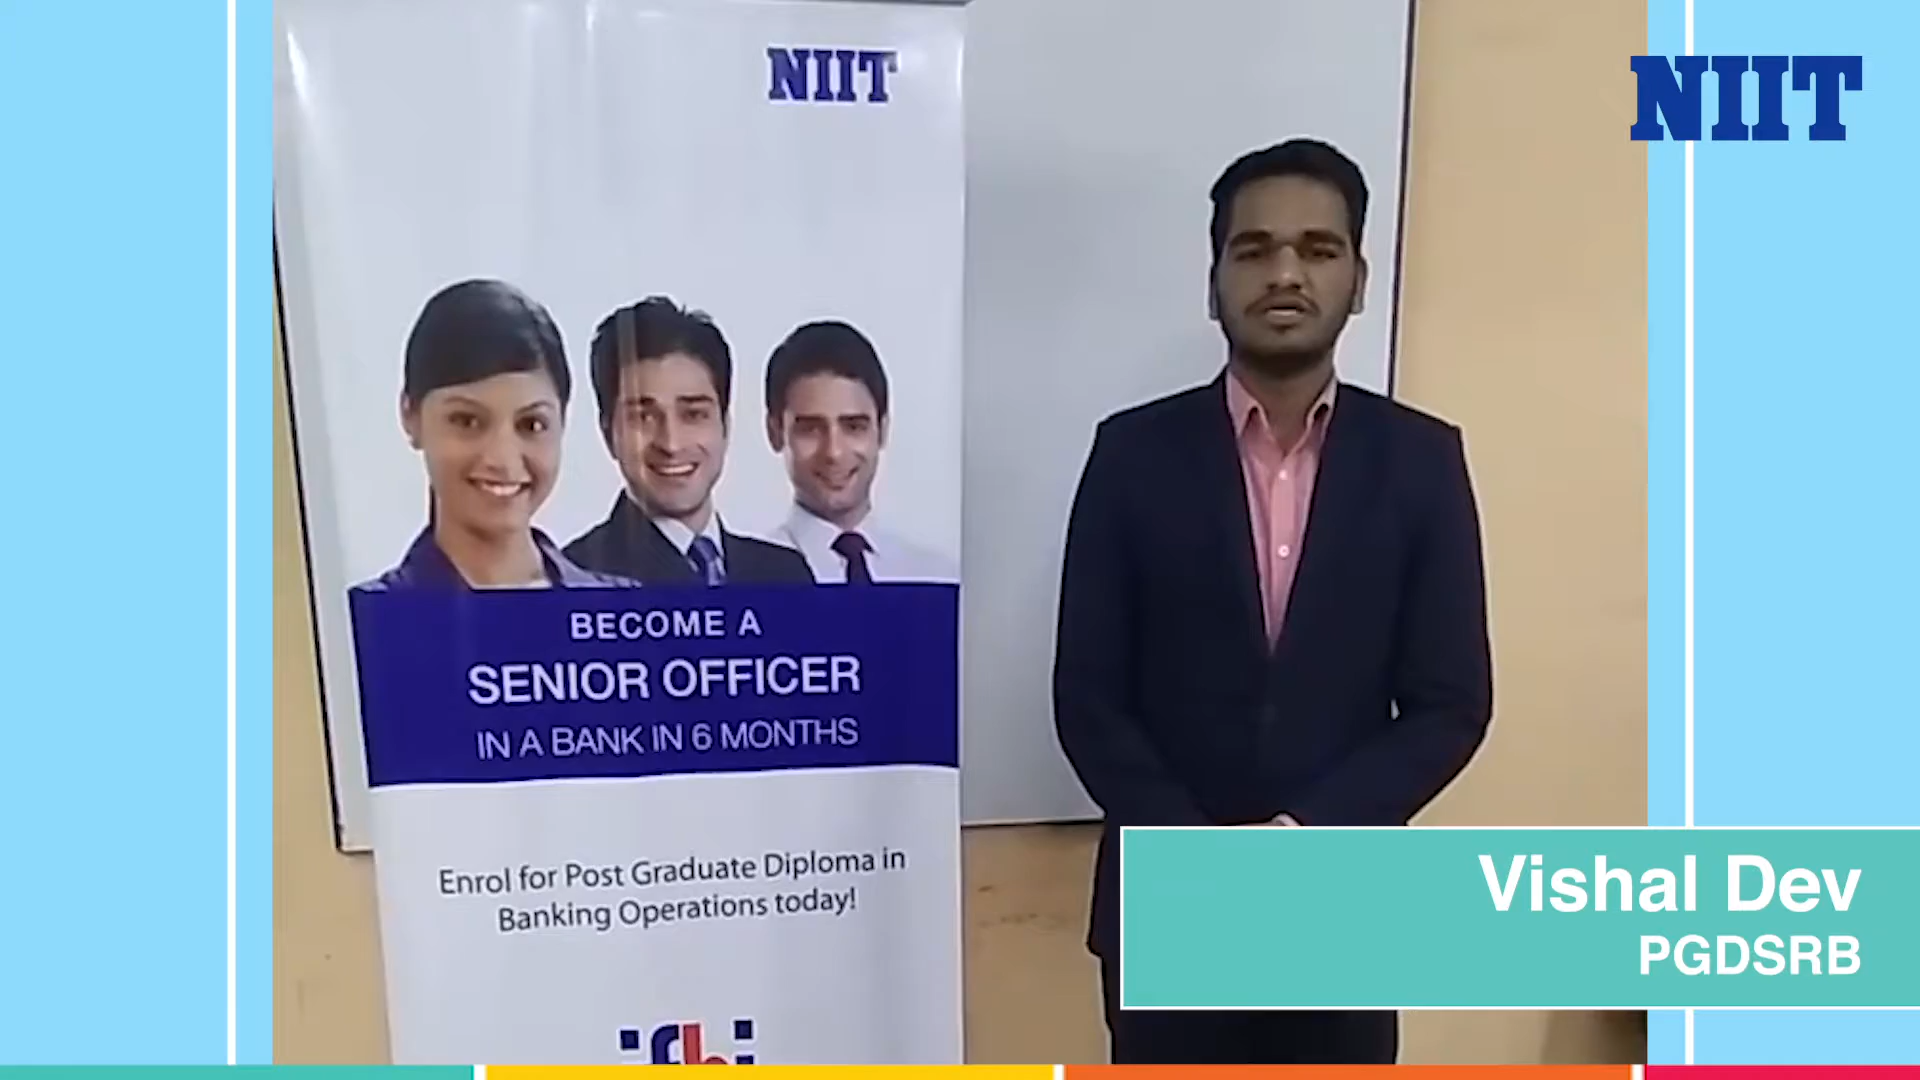 NIIT
NIIT
BECOME A
SENIOR OFFICER
IN A BANK IN 6 MONTHS
Enrol for Post Graduate Diploma in
Banking Operations today!
ifbi
Vishal Dev
PGDSRB